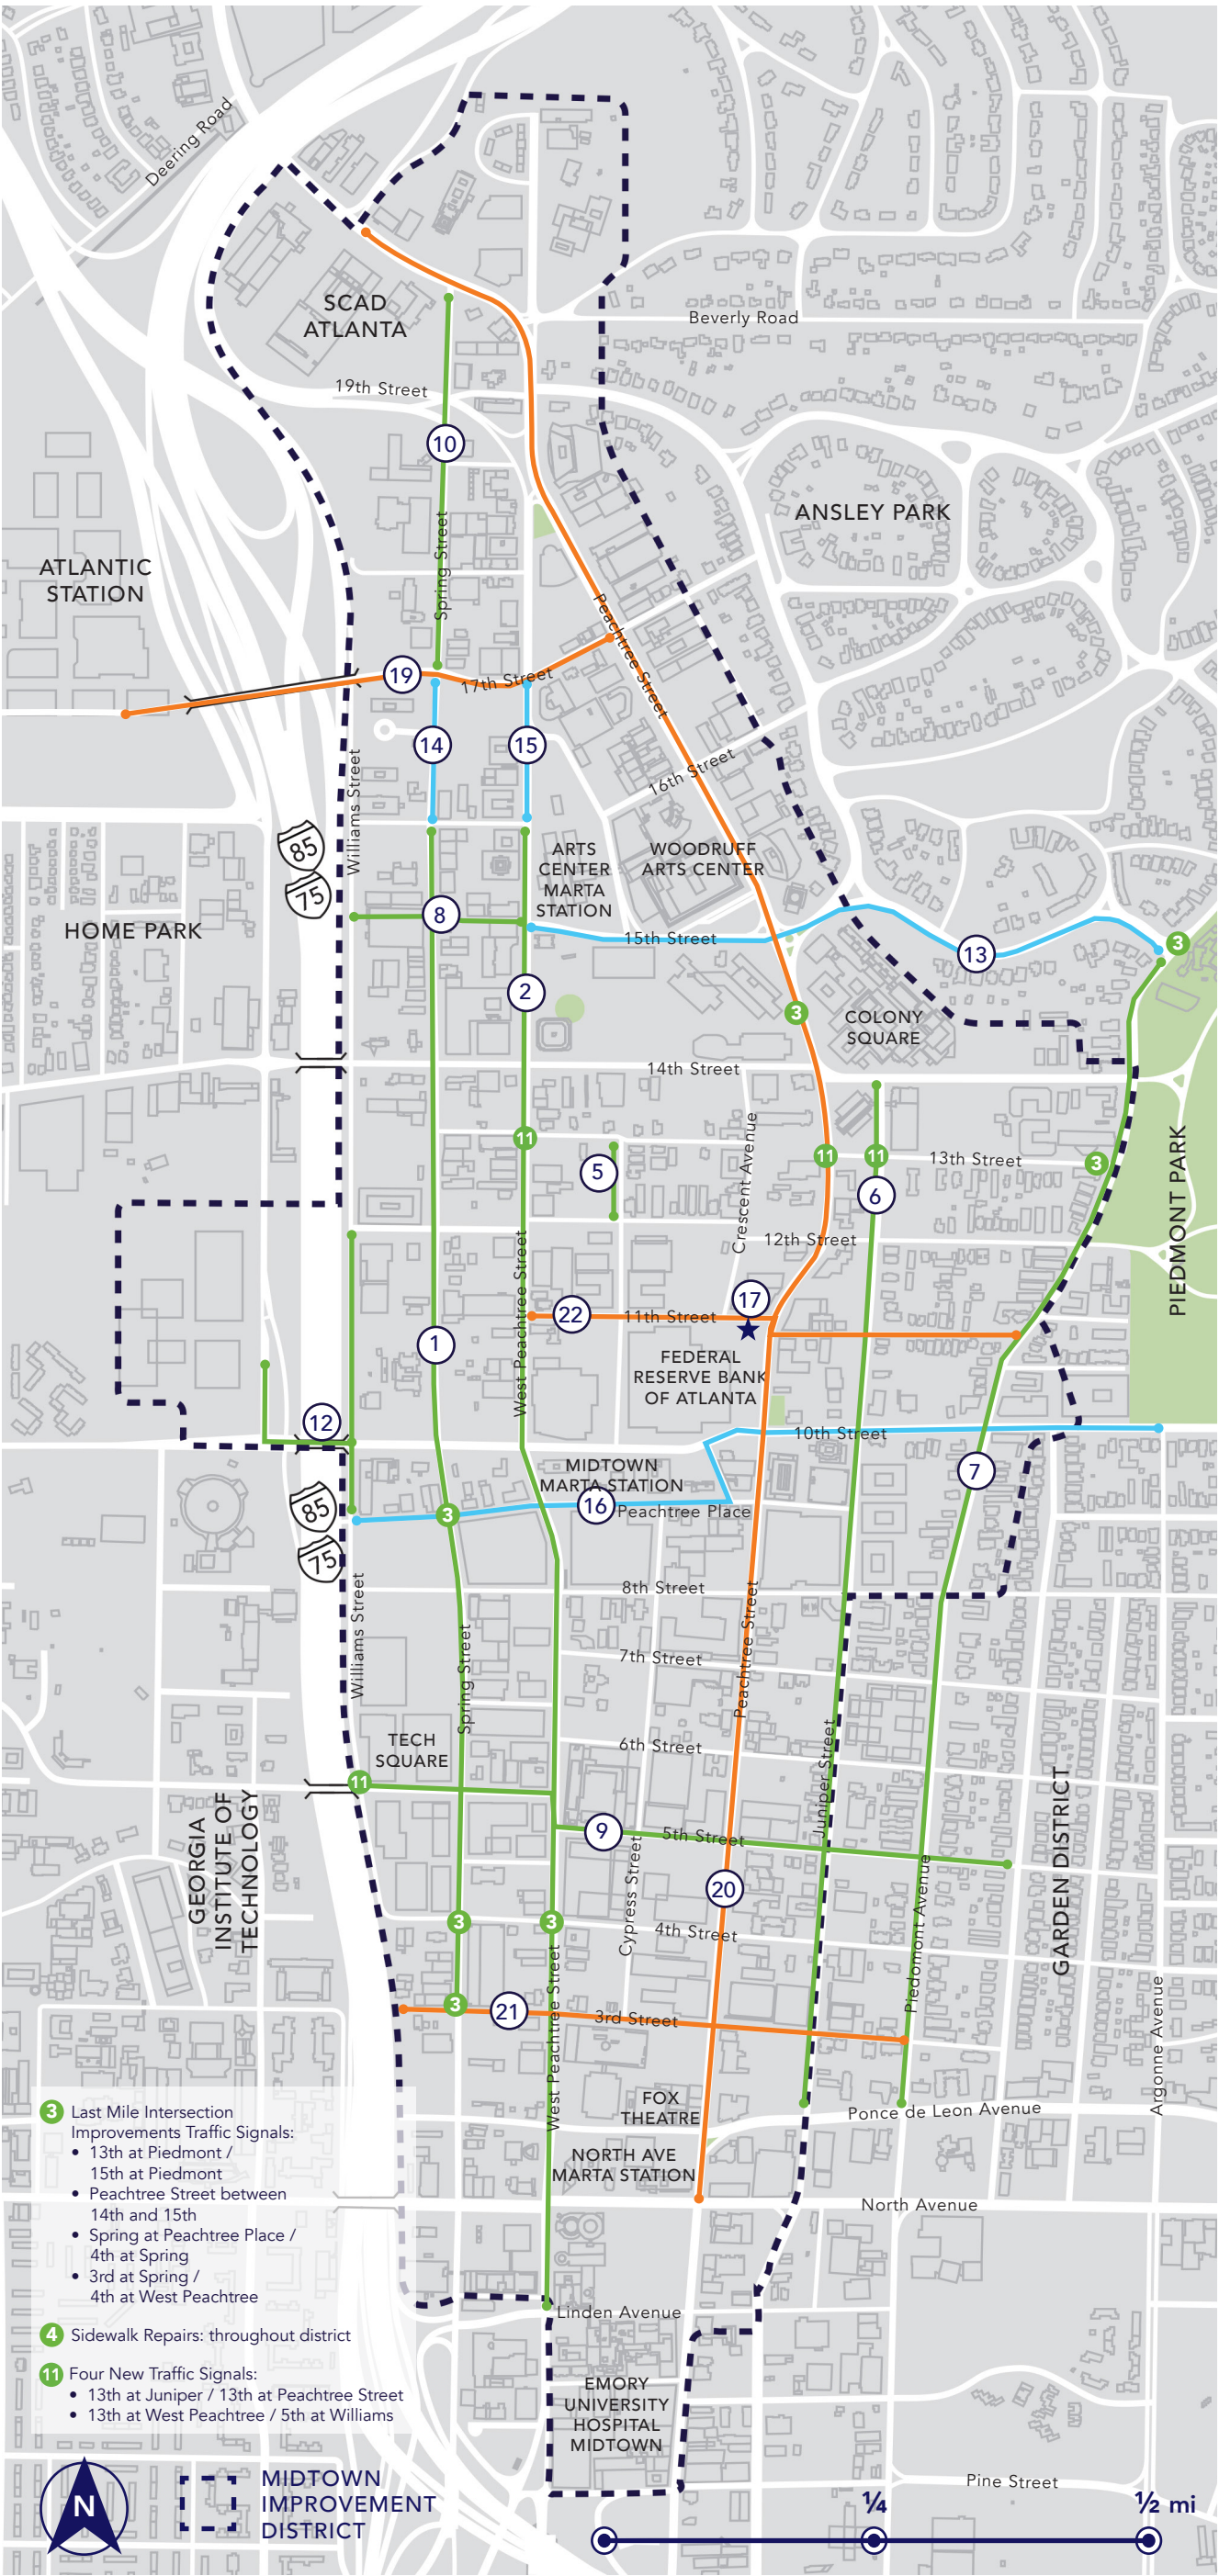 Deering Road
SCAD
ATLANTA
Beverly Road
19th Street
10
ANSLEY PARK
Spring Street
ATLANTIC
STATION
Peachtree Street
19
17th Street
14
15
16th Street
Williams Street
85
75
ARTS
CENTER
MARTA
STATION
WOODRUFF
ARTS CENTER
8
HOME PARK
15th Street
13
3
2
3
COLONY
SQUARE
14th Street
Crescent Avenue
11
11
11
13th Street
3
5
6
PIEDMONT PARK
12th Street
West Peachtree Street
17
22
11th Street
1
FEDERAL
RESERVE BANK
OF ATLANTA
12
10th Street
MIDTOWN
MARTA STATION
7
85
75
3
16
Peachtree Place
8th Street
Williams Street
Spring Street
Peachtree Street
7th Street
TECH
SQUARE
6th Street
Juniper Street
11
GEORGIA
INSTITUTE OF
TECHNOLOGY
9
5th Street
GARDEN DISTRICT
Cypress Street
20
Piedomont Avenue
3
3
4th Street
West Peachtree Street
3
21
3rd Street
Argonne Avenue
FOX
THEATRE
Ponce de Leon Avenue
NORTH AVE
MARTA STATION
North Avenue
Linden Avenue
EMORY
UNIVERSITY
HOSPITAL
MIDTOWN
Pine Street
3 Last Mile Intersection
Improvements Traffic Signals:
• 13th at Piedmont /
15th at Piedmont
• Peachtree Street between
14th and 15th
• Spring at Peachtree Place /
4th at Spring
• 3rd at Spring /
4th at West Peachtree
4 Sidewalk Repairs: throughout district
11 Four New Traffic Signals:
• 13th at Juniper / 13th at Peachtree Street
• 13th at West Peachtree / 5th at Williams
N
MIDTOWN
IMPROVEMENT
DISTRICT
¼
½ mi